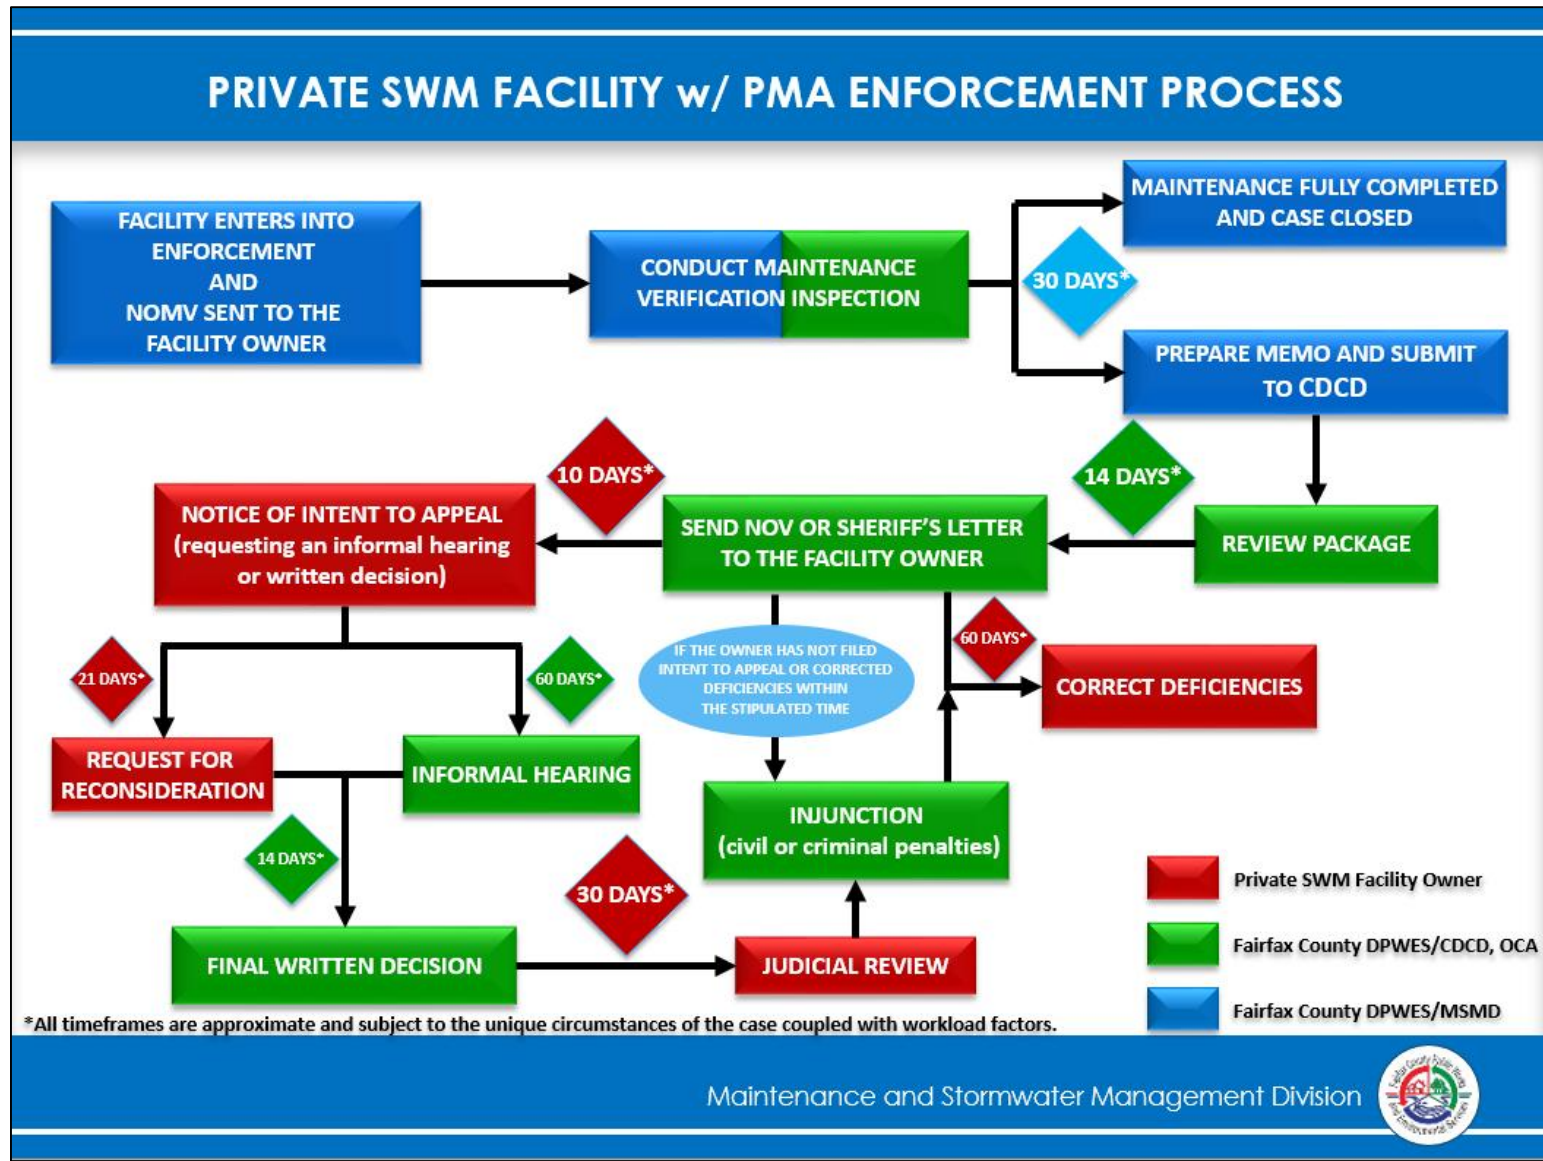 PRIVATE SWM FACILITY w/ PMA ENFORCEMENT PROCESS
FACILITY ENTERS INTO
ENFORCEMENT
AND
NOMV SENT TO THE
FACILITY OWNER
CONDUCT MAINTENANCE
VERIFICATION INSPECTION
MAINTENANCE FULLY COMPLETED
AND CASE CLOSED
30 DAYS*
PREPARE MEMO AND SUBMIT
TO CDCD
14 DAYS*
REVIEW PACKAGE
SEND NOV OR SHERIFF'S LETTER
TO THE FACILITY OWNER
10 DAYS*
NOTICE OF INTENT TO APPEAL
(requesting an informal hearing
or written decision)
21 DAYS*
60 DAYS*
IF THE OWNER HAS NOT FILED
INTENT TO APPEAL OR CORRECTED
DEFICIENCIES WITHIN
THE STIPULATED TIME
60 DAYS*
CORRECT DEFICIENCIES
REQUEST FOR
RECONSIDERATION
INFORMAL HEARING
INJUNCTION
(civil or criminal penalties)
14 DAYS*
30 DAYS*
FINAL WRITTEN DECISION
JUDICIAL REVIEW
Private SWM Facility Owner
Fairfax County DPWES/CDCD, OCA
Fairfax County DPWES/MSMD
*All timeframes are approximate and subject to the unique circumstances of the case coupled with workload factors.
Maintenance and Stormwater Management Division
Fairfax County Public Works
and Environmental Services